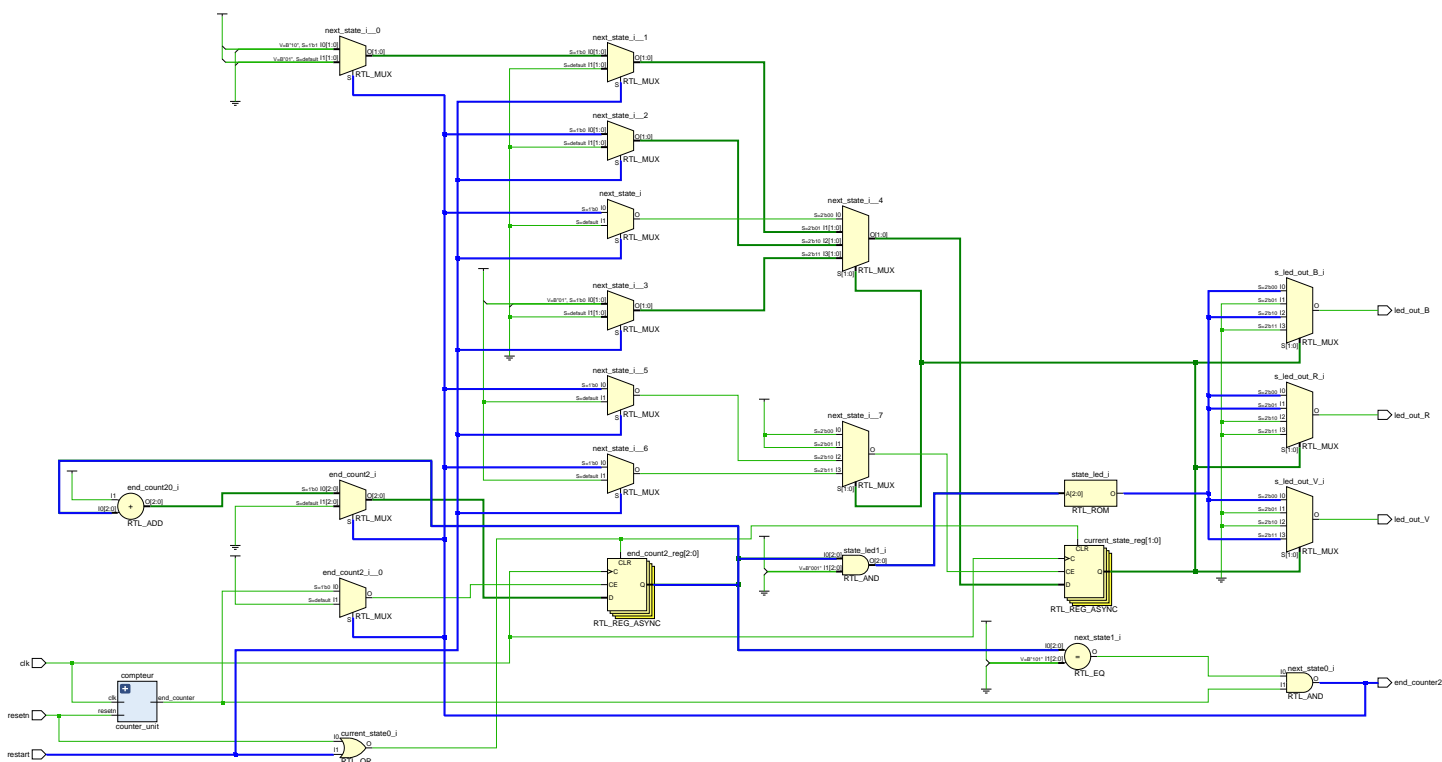 next_state_i__0
V=B"10", S=1'b1 I0[1:0]
V=B"01", S=default I1[1:0]
O[1:0]
S
RTL_MUX
next_state_i__1
S=1'b0 I0[1:0]
S=default I1[1:0]
O[1:0]
S
RTL_MUX
next_state_i__2
S=1'b0 I0[1:0]
S=default I1[1:0]
O[1:0]
S
RTL_MUX
next_state_i
S=1'b0 I0
S=default I1
O
S
RTL_MUX
next_state_i__3
V=B"01", S=1'b0 I0[1:0]
S=default I1[1:0]
O[1:0]
S
RTL_MUX
next_state_i__4
S=2'b00 I0
S=2'b01 I1[1:0]
S=2'b10 I2[1:0]
S=2'b11 I3[1:0]
O[1:0]
S[1:0]
RTL_MUX
next_state_i__5
S=1'b0 I0
S=default I1
O
S
RTL_MUX
next_state_i__6
S=1'b0 I0
S=default I1
O
S
RTL_MUX
next_state_i__7
S=2'b00 I0
S=2'b01 I1
S=2'b10 I2
S=2'b11 I3
O
S[1:0]
RTL_MUX
s_led_out_B_i
S=2'b00 I0
S=2'b01 I1
S=2'b10 I2
S=2'b11 I3
O
S[1:0]
RTL_MUX
led_out_B
s_led_out_R_i
S=2'b00 I0
S=2'b01 I1
S=2'b10 I2
S=2'b11 I3
O
S[1:0]
RTL_MUX
led_out_R
s_led_out_V_i
S=2'b00 I0
S=2'b01 I1
S=2'b10 I2
S=2'b11 I3
O
S[1:0]
RTL_MUX
led_out_V
end_count20_i
I1
I0[2:0]
+
O[2:0]
RTL_ADD
end_count2_i
S=1'b0 I0[2:0]
S=default I1[2:0]
O[2:0]
S
RTL_MUX
end_count2_i__0
S=1'b0 I0
S=default I1
O
S
RTL_MUX
end_count2_reg[2:0]
CLR
C
CE
D
Q
RTL_REG_ASYNC
state_led1_i
I0[2:0]
V=B"001" I1[2:0]
O[2:0]
RTL_AND
state_led_i
A[2:0]
O
RTL_ROM
current_state_reg[1:0]
CLR
C
CE
D
Q
RTL_REG_ASYNC
next_state1_i
I0[2:0]
V=B"101" I1[2:0]
=
O
RTL_EQ
next_state0_i
I0
I1
O
RTL_AND
end_counter2
clk
compteur
clk
resetn
end_counter
counter_unit
resetn
restart
current_state0_i
I0
I1
O
RTL_OR